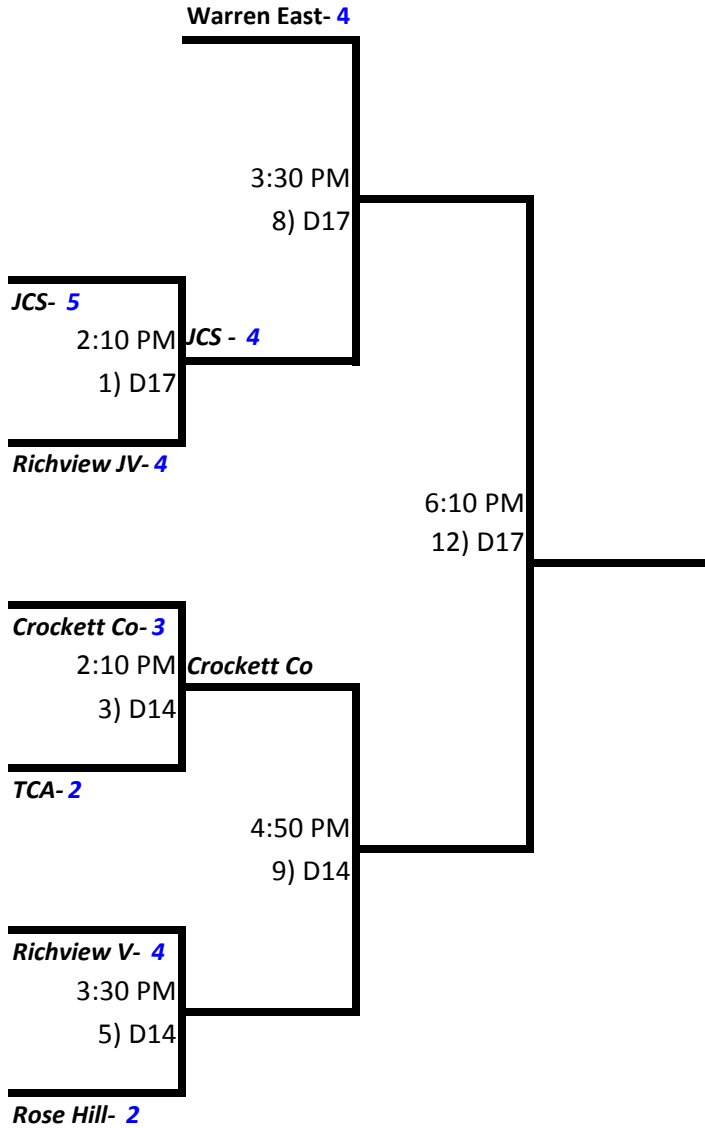 Warren East- 4
3:30 PM
8) D17
JCS- 5
2:10 PM
JCS - 4
1) D17
Richview JV- 4
6:10 PM
12) D17
Crockett Co- 3
2:10 PM
Crockett Co
3) D14
TCA- 2
4:50 PM
9) D14
Richview V- 4
3:30 PM
5) D14
Rose Hill- 2